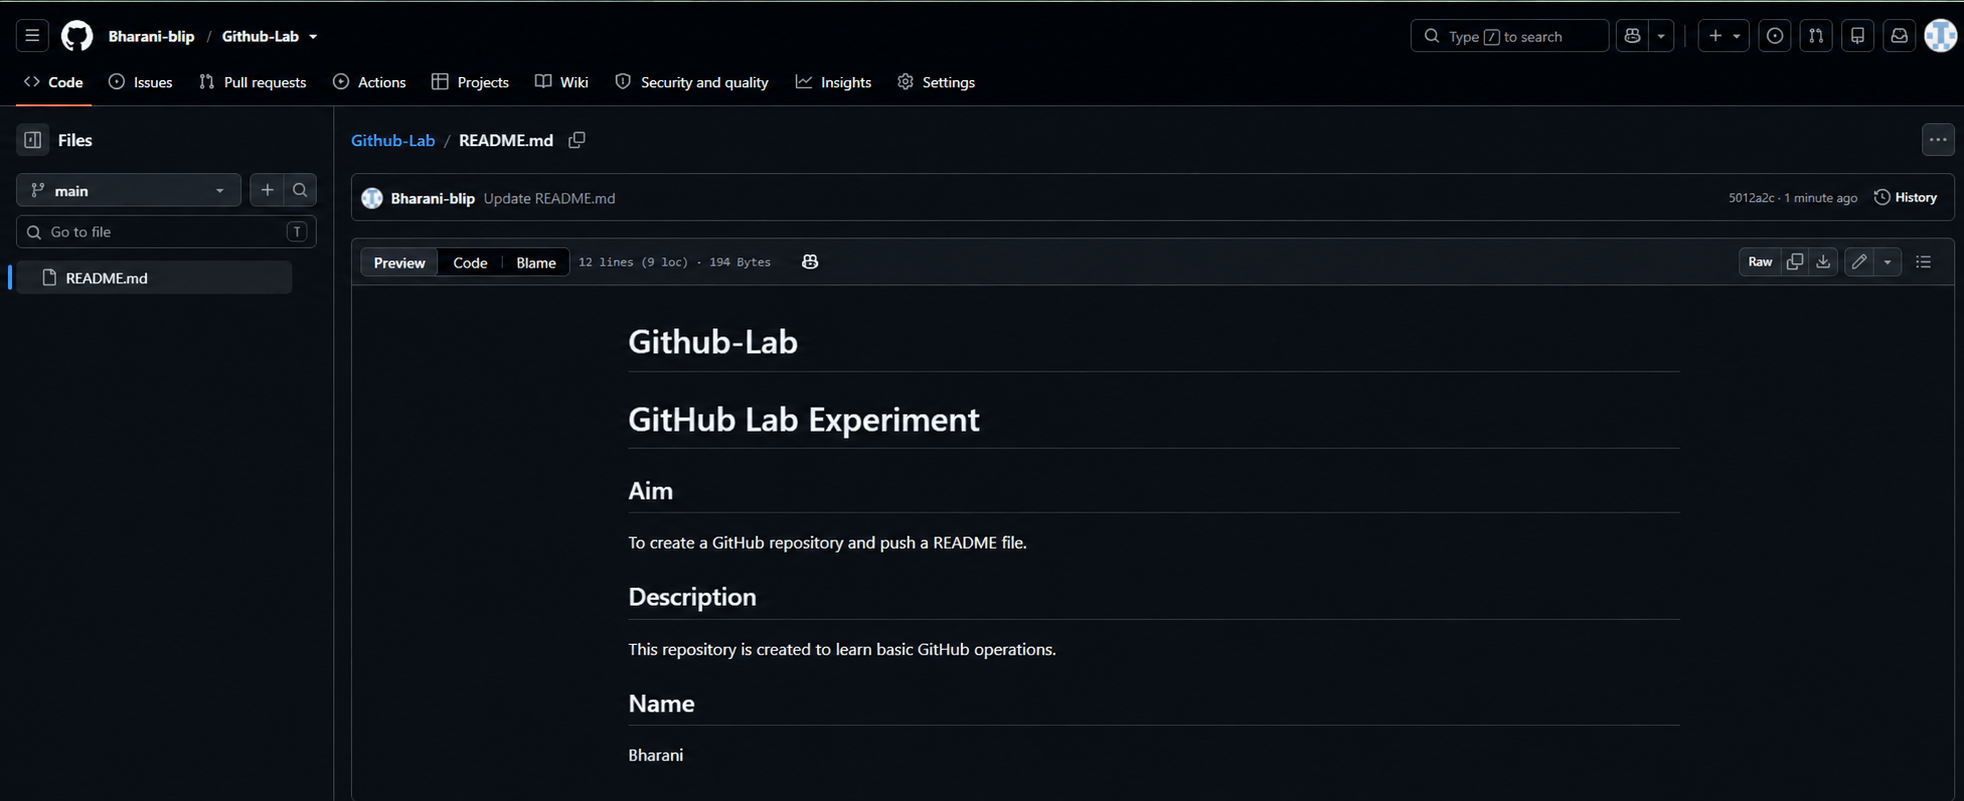 Bharani-blip / Github-Lab
Type / to search
Code Issues Pull requests Actions Projects Wiki Security and quality Insights Settings
Files
main
Go to file T
README.md
Github-Lab / README.md
Bharani-blip Update README.md 5012a2c · 1 minute ago History
Preview Code Blame 12 lines (9 loc) · 194 Bytes Raw
Github-Lab
GitHub Lab Experiment
Aim
To create a GitHub repository and push a README file.
Description
This repository is created to learn basic GitHub operations.
Name
Bharani